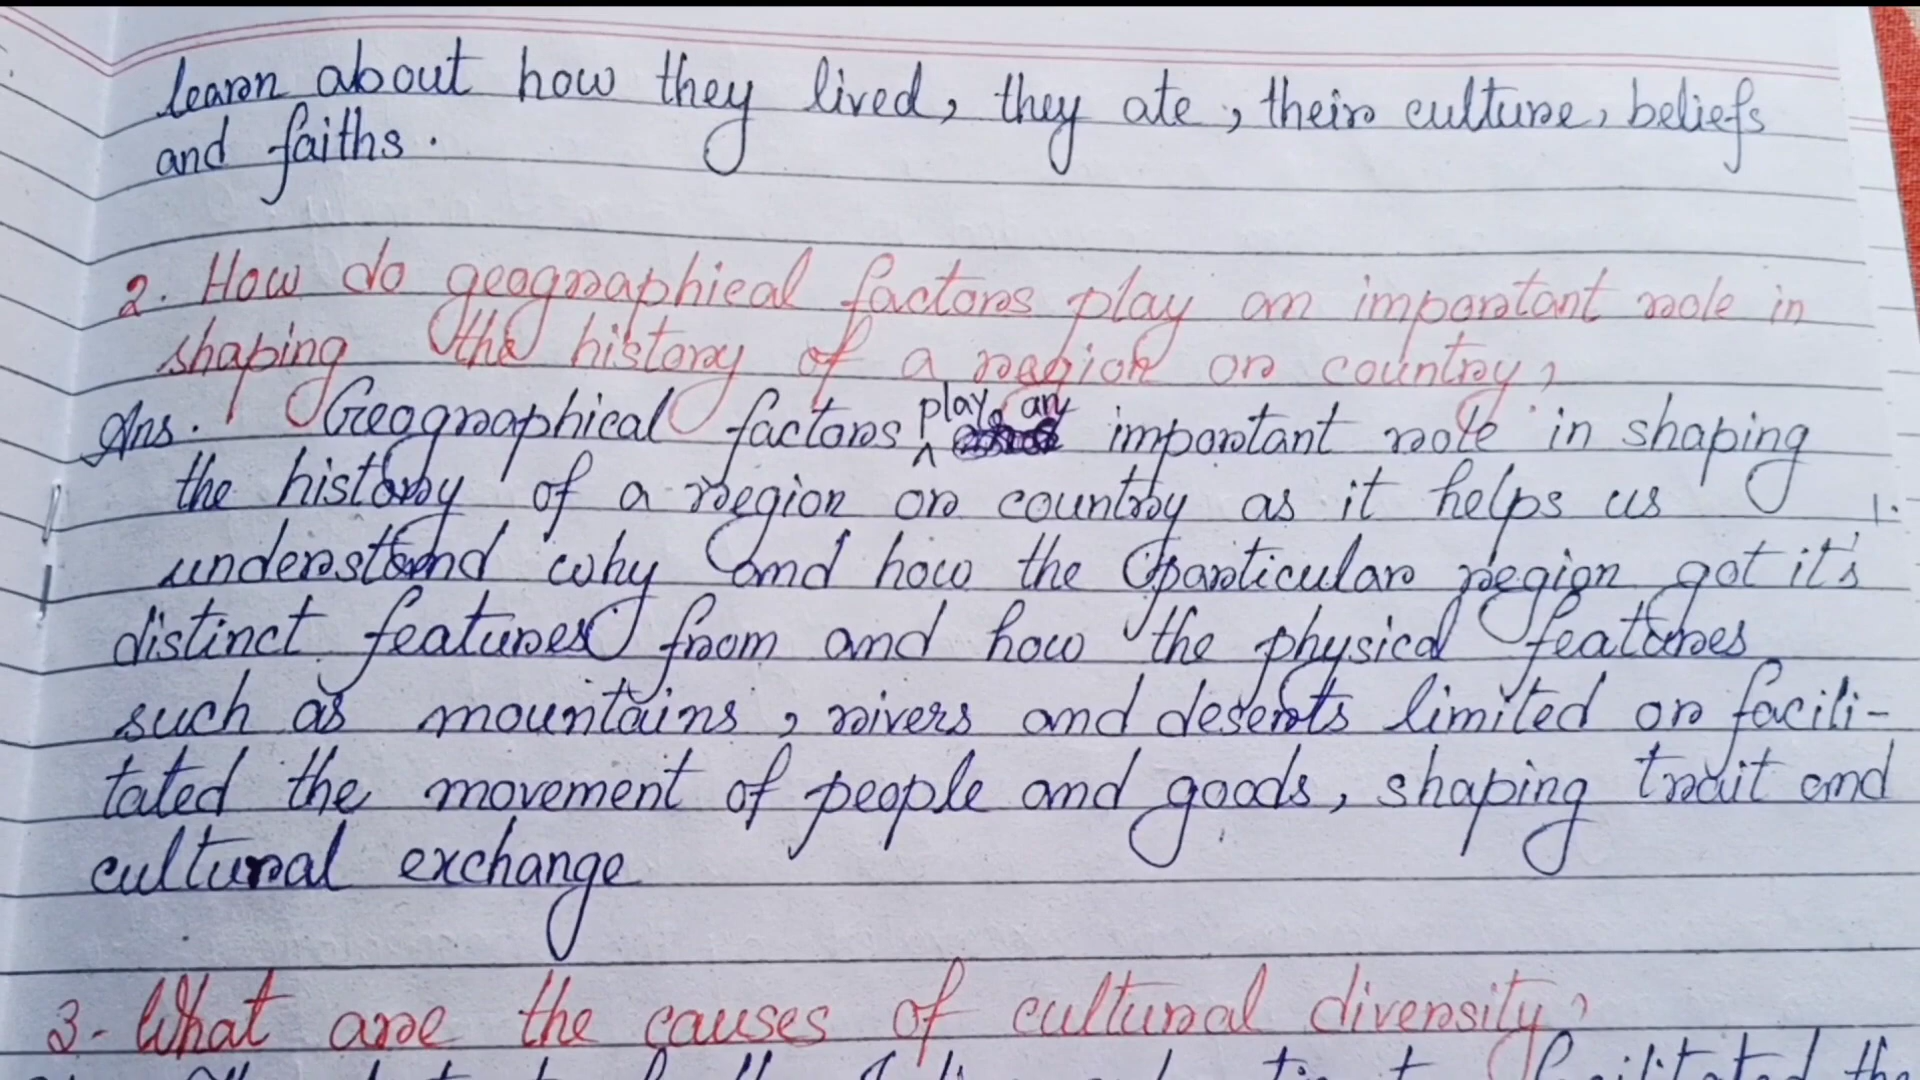 learn about how they lived, they ate, their culture, beliefs
and faiths.
2. How do geographical factors play an important role in
shaping the history of a region or country?
Ans. Geographical factors play an important role in shaping
the history of a region or country as it helps us
understand why and how the particular region got it's
distinct features from and how the physical features
such as mountains, rivers and deserts limited or facili-
tated the movement of people and goods, shaping trait and
cultural exchange
3. What are the causes of cultural diversity?